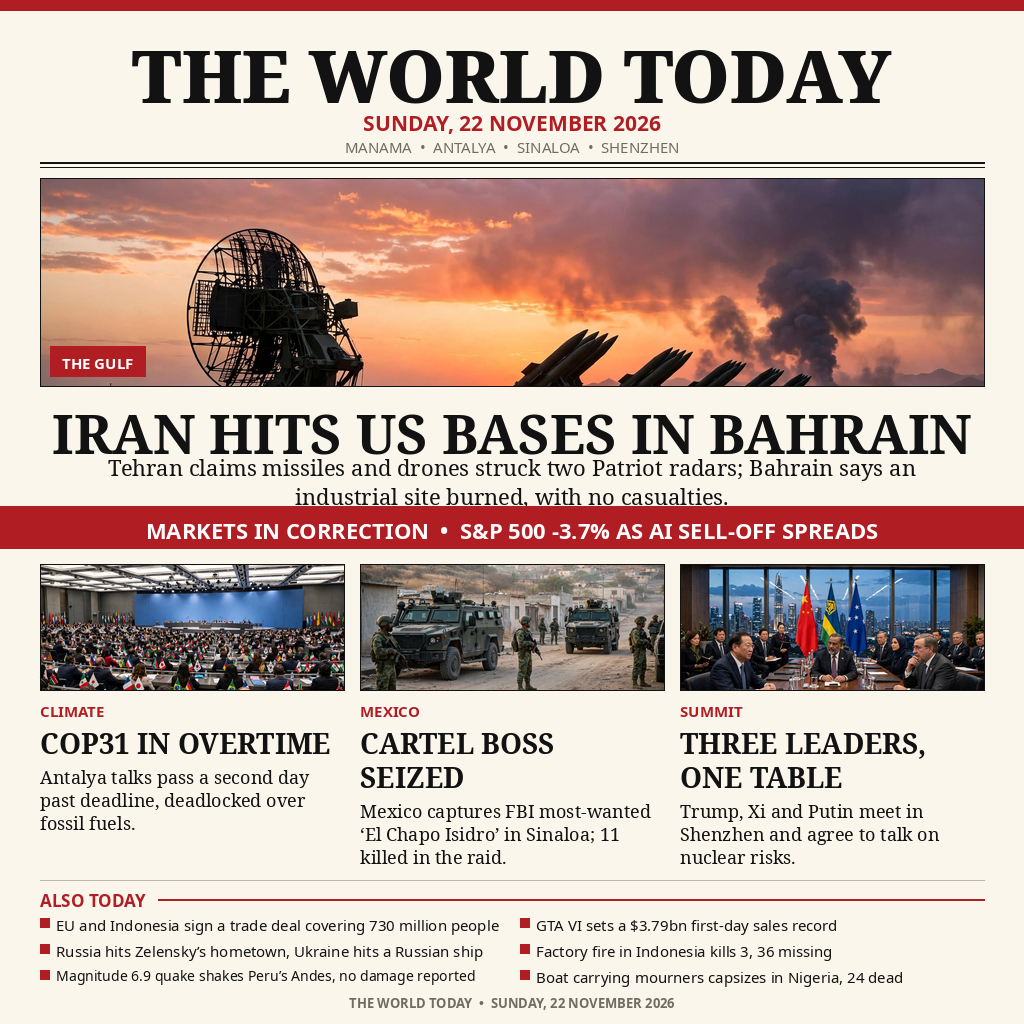 THE WORLD TODAY
SUNDAY, 22 NOVEMBER 2026
MANAMA • ANTALYA • SINALOA • SHENZHEN
THE GULF
IRAN HITS US BASES IN BAHRAIN
Tehran claims missiles and drones struck two Patriot radars; Bahrain says an
industrial site burned, with no casualties.
MARKETS IN CORRECTION • S&P 500 -3.7% AS AI SELL-OFF SPREADS
CLIMATE
COP31 IN OVERTIME
Antalya talks pass a second day
past deadline, deadlocked over
fossil fuels.
MEXICO
CARTEL BOSS
SEIZED
Mexico captures FBI most-wanted
‘El Chapo Isidro’ in Sinaloa; 11
killed in the raid.
SUMMIT
THREE LEADERS,
ONE TABLE
Trump, Xi and Putin meet in
Shenzhen and agree to talk on
nuclear risks.
ALSO TODAY
EU and Indonesia sign a trade deal covering 730 million people
Russia hits Zelensky’s hometown, Ukraine hits a Russian ship
Magnitude 6.9 quake shakes Peru’s Andes, no damage reported
GTA VI sets a $3.79bn first-day sales record
Factory fire in Indonesia kills 3, 36 missing
Boat carrying mourners capsizes in Nigeria, 24 dead
THE WORLD TODAY • SUNDAY, 22 NOVEMBER 2026